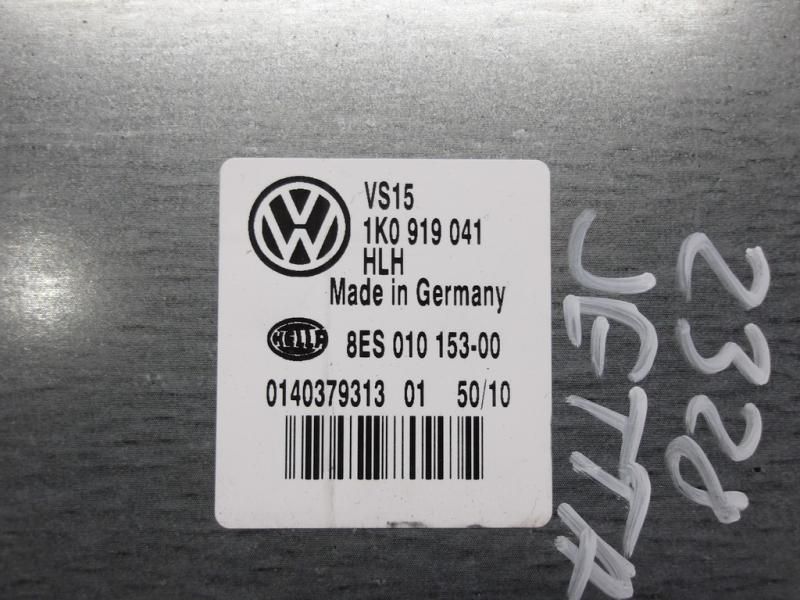 VS15
1K0 919 041
HLH
Made in Germany
HELLA
8ES 010 153-00
0140379313 01 50/10
JETTA
2328